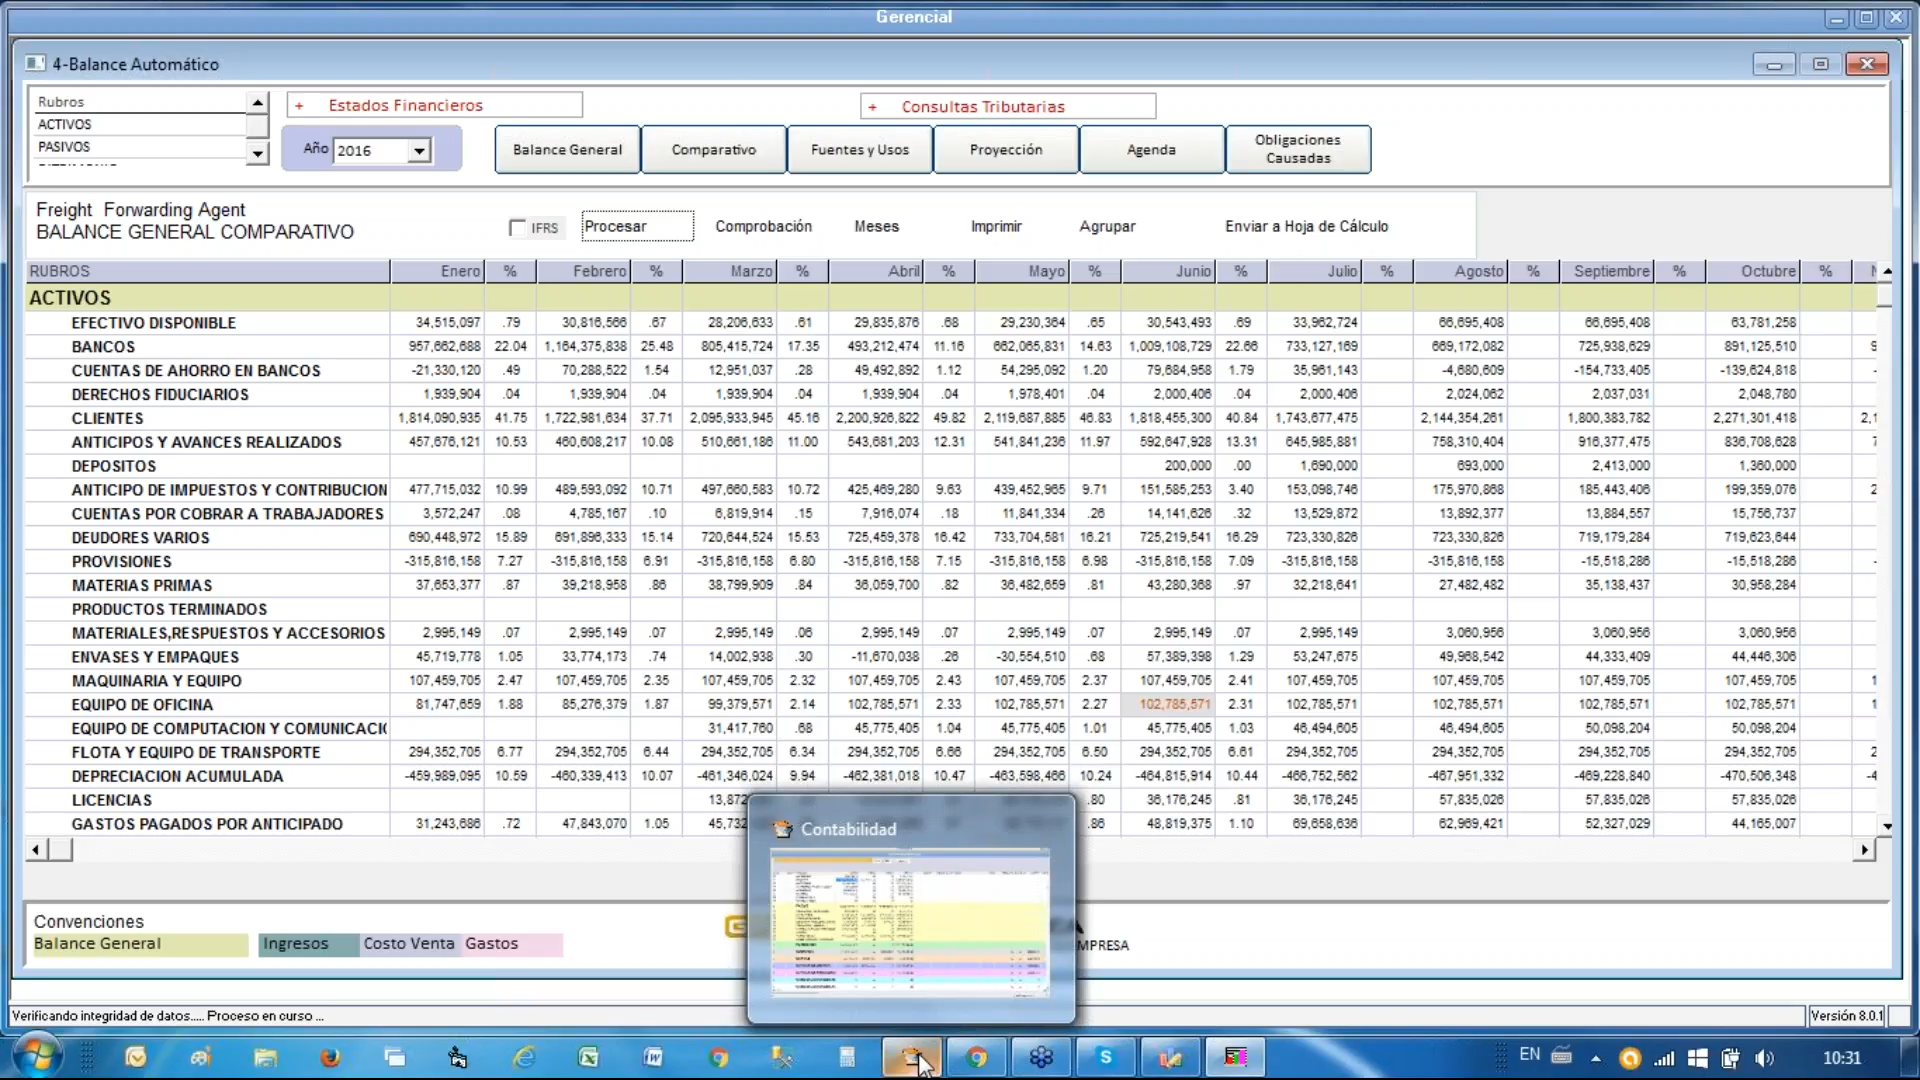 Gerencial
4-Balance Automático
Rubros
ACTIVOS
PASIVOS
+ Estados Financieros
+ Consultas Tributarias
Año 2016
Balance General Comparativo Fuentes y Usos Proyección Agenda Obligaciones Causadas
Freight Forwarding Agent
BALANCE GENERAL COMPARATIVO
IFRS Procesar Comprobación Meses Imprimir Agrupar Enviar a Hoja de Cálculo
RUBROS Enero % Febrero % Marzo % Abril % Mayo % Junio % Julio % Agosto % Septiembre % Octubre %
ACTIVOS
EFECTIVO DISPONIBLE 34,515,097 .79 30,816,566 .67 28,206,633 .61 29,835,876 .68 29,230,364 .65 30,543,493 .69 33,962,724 66,695,408 66,695,408 63,781,258
BANCOS 957,662,688 22.04 1,164,375,838 25.48 805,415,724 17.35 493,212,474 11.16 662,065,831 14.63 1,009,108,729 22.66 733,127,169 669,172,082 725,938,629 891,125,510 9
CUENTAS DE AHORRO EN BANCOS -21,330,120 .49 70,288,522 1.54 12,951,037 .28 49,492,892 1.12 54,295,092 1.20 79,684,958 1.79 35,961,143 -4,680,609 -154,733,405 -139,624,818 -
DERECHOS FIDUCIARIOS 1,939,904 .04 1,939,904 .04 1,939,904 .04 1,939,904 .04 1,978,401 .04 2,000,406 .04 2,000,406 2,024,062 2,037,031 2,048,780
CLIENTES 1,814,090,935 41.75 1,722,981,634 37.71 2,095,933,945 45.16 2,200,926,822 49.82 2,119,687,885 46.83 1,818,455,300 40.84 1,743,677,475 2,144,354,261 1,800,383,782 2,271,301,418 2,1
ANTICIPOS Y AVANCES REALIZADOS 457,676,121 10.53 460,608,217 10.08 510,661,186 11.00 543,681,203 12.31 541,841,236 11.97 592,647,928 13.31 645,985,881 758,310,404 916,377,475 836,708,628 7
DEPOSITOS 200,000 .00 1,690,000 693,000 2,413,000 1,360,000
ANTICIPO DE IMPUESTOS Y CONTRIBUCION 477,715,032 10.99 489,593,092 10.71 497,660,583 10.72 425,469,280 9.63 439,452,965 9.71 151,585,253 3.40 153,098,746 175,970,868 185,443,406 199,359,076 2
CUENTAS POR COBRAR A TRABAJADORES 3,572,247 .08 4,785,167 .10 6,819,914 .15 7,916,074 .18 11,841,334 .26 14,141,626 .32 13,529,872 13,892,377 13,884,557 15,756,737
DEUDORES VARIOS 690,448,972 15.89 691,896,333 15.14 720,644,524 15.53 725,459,378 16.42 733,704,581 16.21 725,219,541 16.29 723,330,826 723,330,826 719,179,284 719,623,644
PROVISIONES -315,816,158 7.27 -315,816,158 6.91 -315,816,158 6.80 -315,816,158 7.15 -315,816,158 6.98 -315,816,158 7.09 -315,816,158 -315,816,158 -15,518,286 -15,518,286 -
MATERIAS PRIMAS 37,653,377 .87 39,218,958 .86 38,799,909 .84 36,059,700 .82 36,482,659 .81 43,280,368 .97 32,218,641 27,482,482 35,138,437 30,958,284
PRODUCTOS TERMINADOS
MATERIALES,RESPUESTOS Y ACCESORIOS 2,995,149 .07 2,995,149 .07 2,995,149 .06 2,995,149 .07 2,995,149 .07 2,995,149 .07 2,995,149 3,060,956 3,060,956 3,060,956
ENVASES Y EMPAQUES 45,719,778 1.05 33,774,173 .74 14,002,938 .30 -11,670,038 .26 -30,554,510 .68 57,389,398 1.29 53,247,675 49,968,542 44,333,409 44,446,306
MAQUINARIA Y EQUIPO 107,459,705 2.47 107,459,705 2.35 107,459,705 2.32 107,459,705 2.43 107,459,705 2.37 107,459,705 2.41 107,459,705 107,459,705 107,459,705 107,459,705 1
EQUIPO DE OFICINA 81,747,659 1.88 85,276,379 1.87 99,379,571 2.14 102,785,571 2.33 102,785,571 2.27 102,785,571 2.31 102,785,571 102,785,571 102,785,571 102,785,571 1
EQUIPO DE COMPUTACION Y COMUNICACI 31,417,760 .68 45,775,405 1.04 45,775,405 1.01 45,775,405 1.03 46,494,605 46,494,605 50,098,204 50,098,204
FLOTA Y EQUIPO DE TRANSPORTE 294,352,705 6.77 294,352,705 6.44 294,352,705 6.34 294,352,705 6.66 294,352,705 6.50 294,352,705 6.61 294,352,705 294,352,705 294,352,705 294,352,705 2
DEPRECIACION ACUMULADA -459,989,095 10.59 -460,339,413 10.07 -461,346,024 9.94 -462,381,018 10.47 -463,598,466 10.24 -464,815,914 10.44 -466,752,562 -467,951,332 -469,228,840 -470,506,348 -4
LICENCIAS 13,872 .80 36,176,245 .81 36,176,245 57,835,026 57,835,026 57,835,026
GASTOS PAGADOS POR ANTICIPADO 31,243,686 .72 47,843,070 1.05 45,732 .86 48,819,375 1.10 69,658,636 62,969,421 52,327,029 44,165,007
Contabilidad
Convenciones
Balance General Ingresos Costo Venta Gastos
MPRESA
Verificando integridad de datos..... Proceso en curso ...
Versión 8.0.1
EN 10:31